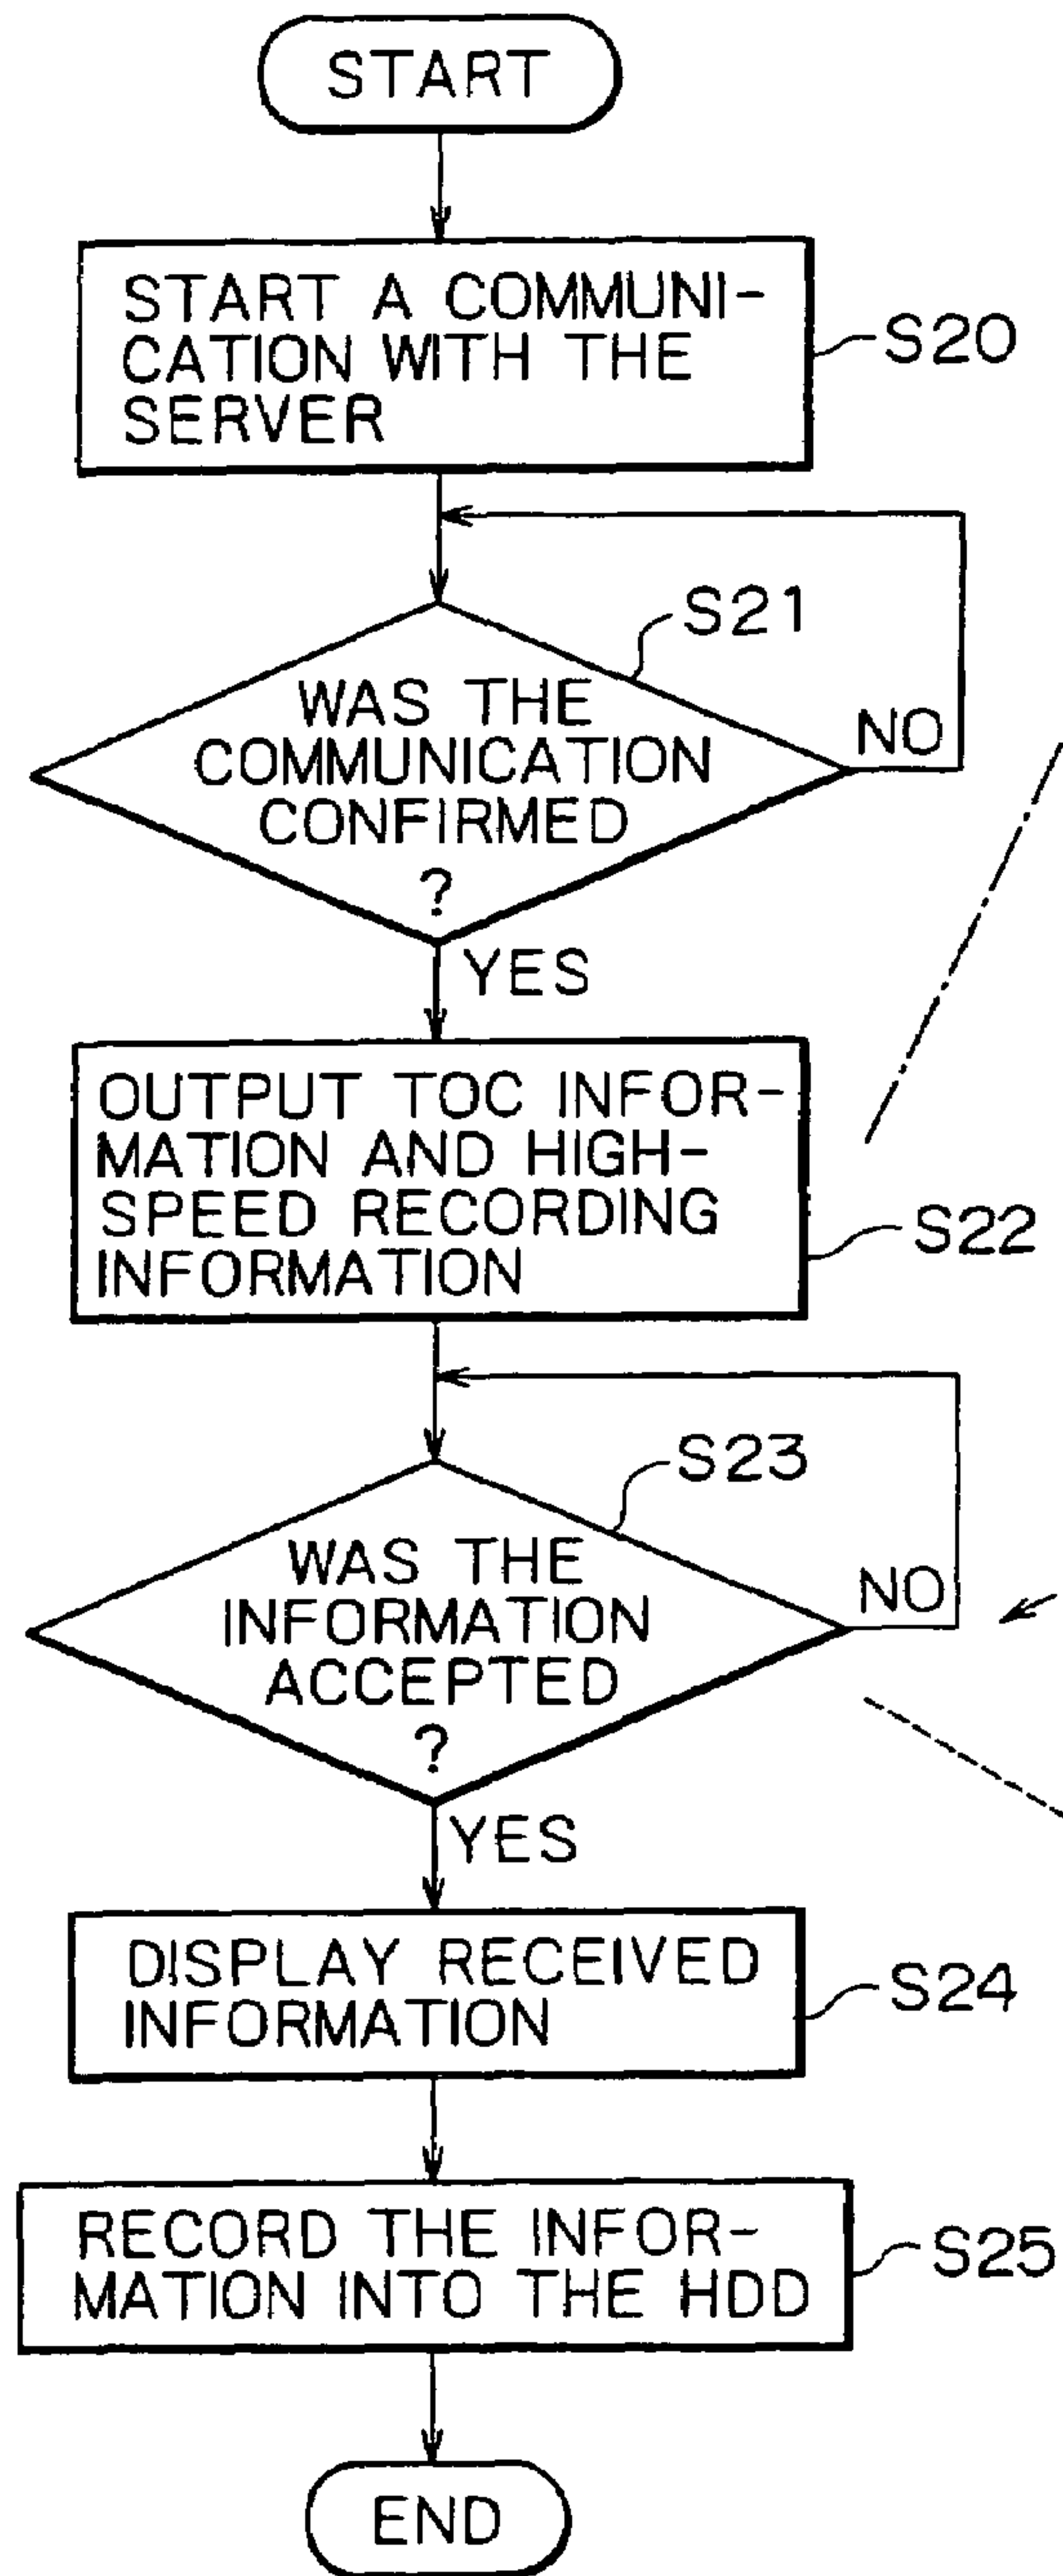 START
START A COMMUNI-
CATION WITH THE
SERVER
S20
S21
WAS THE
COMMUNICATION
CONFIRMED
?
NO
YES
OUTPUT TOC INFOR-
MATION AND HIGH-
SPEED RECORDING
INFORMATION
S22
S23
WAS THE
INFORMATION
ACCEPTED
?
NO
YES
DISPLAY RECEIVED
INFORMATION
S24
RECORD THE INFOR-
MATION INTO THE HDD
S25
END